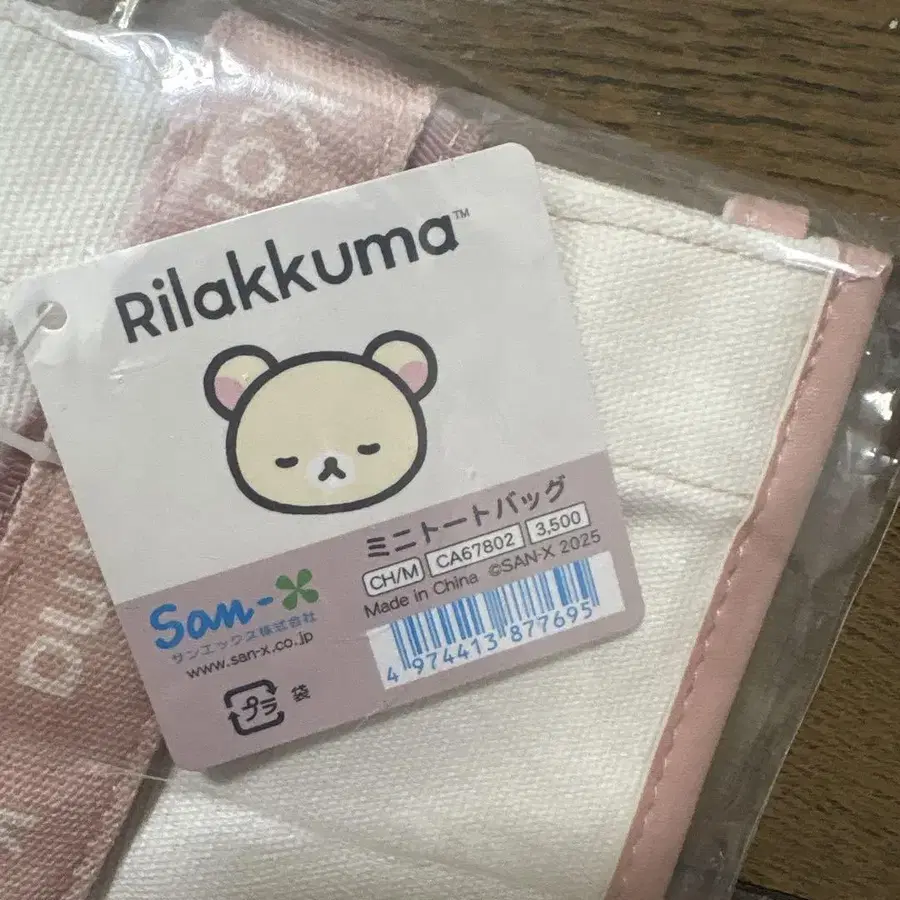 Rilakkuma™
ミニトートバッグ
CH/M CA67802 3,500
Made in China ©SAN-X 2025
San-X
サンエックス株式会社
www.san-x.co.jp
4 974413 877695
プラ 袋